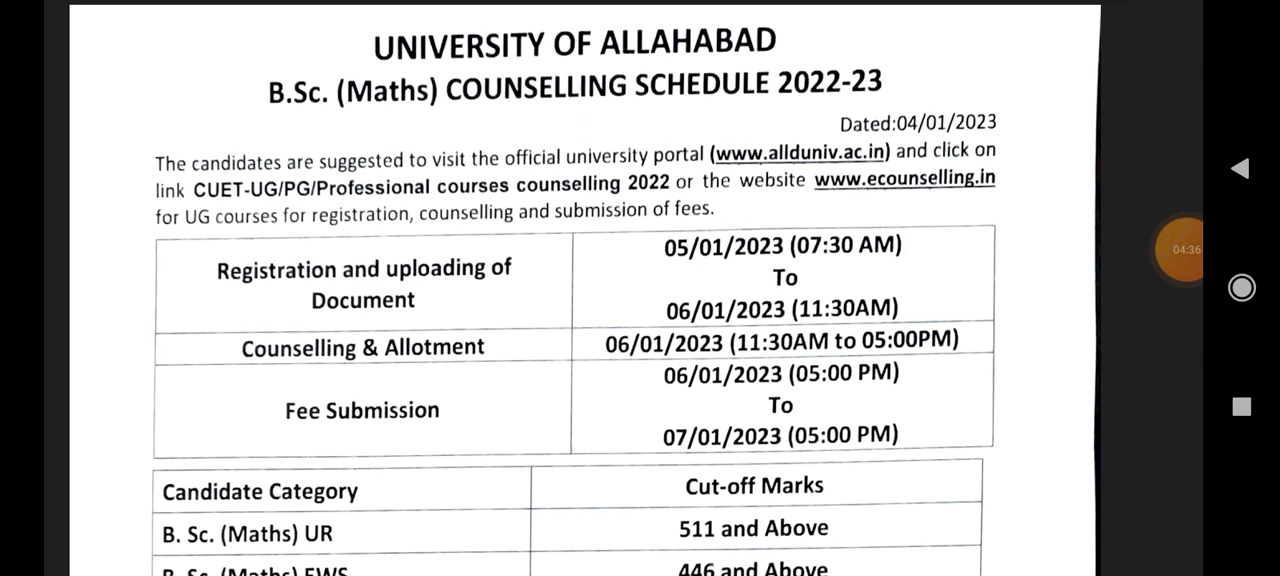 UNIVERSITY OF ALLAHABAD
B.Sc. (Maths) COUNSELLING SCHEDULE 2022-23
Dated:04/01/2023
The candidates are suggested to visit the official university portal (www.allduniv.ac.in) and click on
link CUET-UG/PG/Professional courses counselling 2022 or the website www.ecounselling.in
for UG courses for registration, counselling and submission of fees.
Registration and uploading of
Document
05/01/2023 (07:30 AM)
To
06/01/2023 (11:30AM)
Counselling & Allotment
06/01/2023 (11:30AM to 05:00PM)
Fee Submission
06/01/2023 (05:00 PM)
To
07/01/2023 (05:00 PM)
Candidate Category
Cut-off Marks
B. Sc. (Maths) UR
511 and Above
B. Sc. (Maths) EWS
446 and Above
04:36